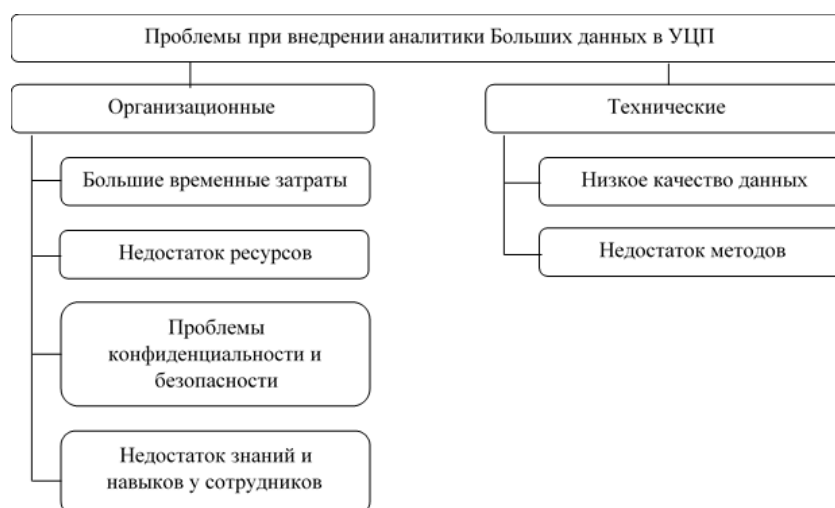 Проблемы при внедрении аналитики Больших данных в УЦП
Организационные
Большие временные затраты
Недостаток ресурсов
Проблемы
конфиденциальности и
безопасности
Недостаток знаний и
навыков у сотрудников
Технические
Низкое качество данных
Недостаток методов